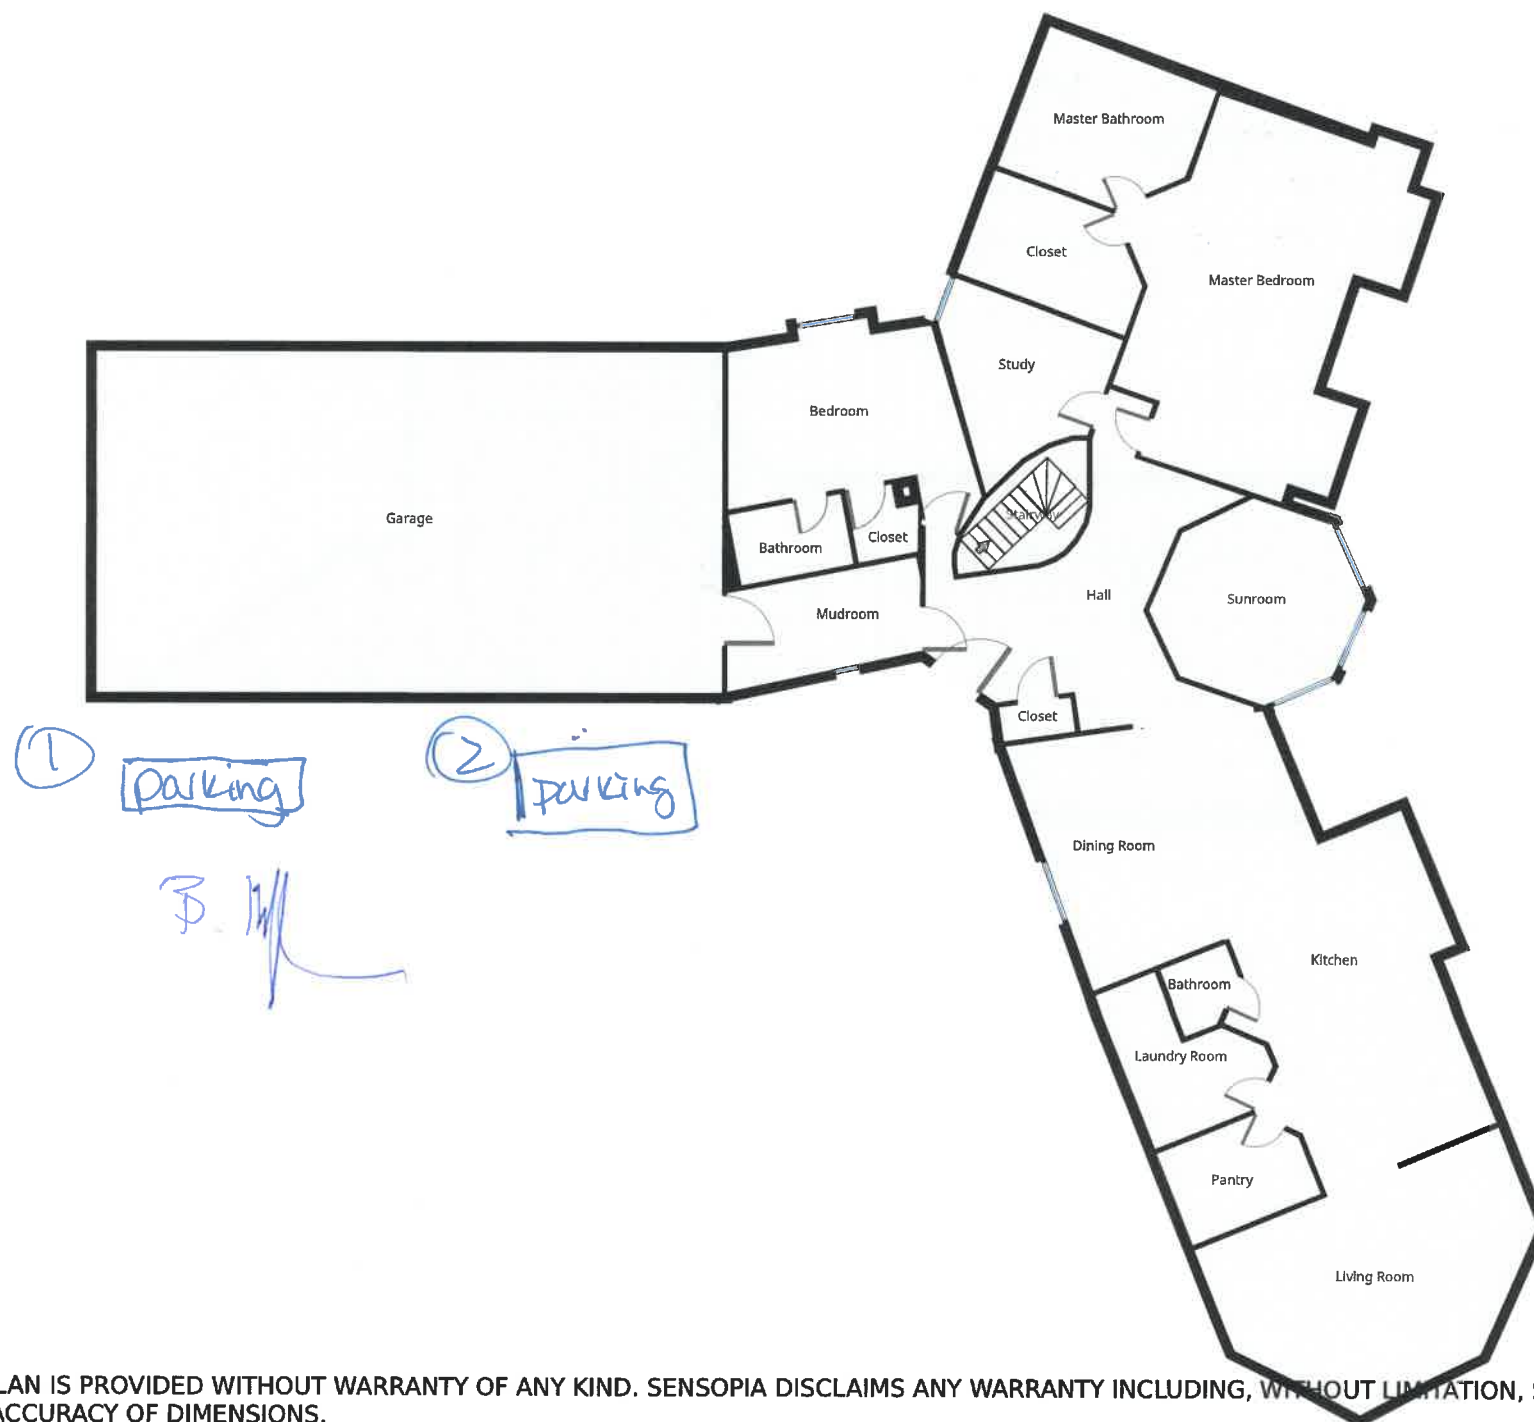 Master Bathroom
Closet
Master Bedroom
Study
Bedroom
Garage
Stairway
Bathroom
Closet
Mudroom
Hall
Sunroom
Closet
1
parking
2
parking
Dining Room
B.
Kitchen
Bathroom
Laundry Room
Pantry
Living Room
LAN IS PROVIDED WITHOUT WARRANTY OF ANY KIND. SENSOPIA DISCLAIMS ANY WARRANTY INCLUDING, WITHOUT LIMITATION, S
ACCURACY OF DIMENSIONS.